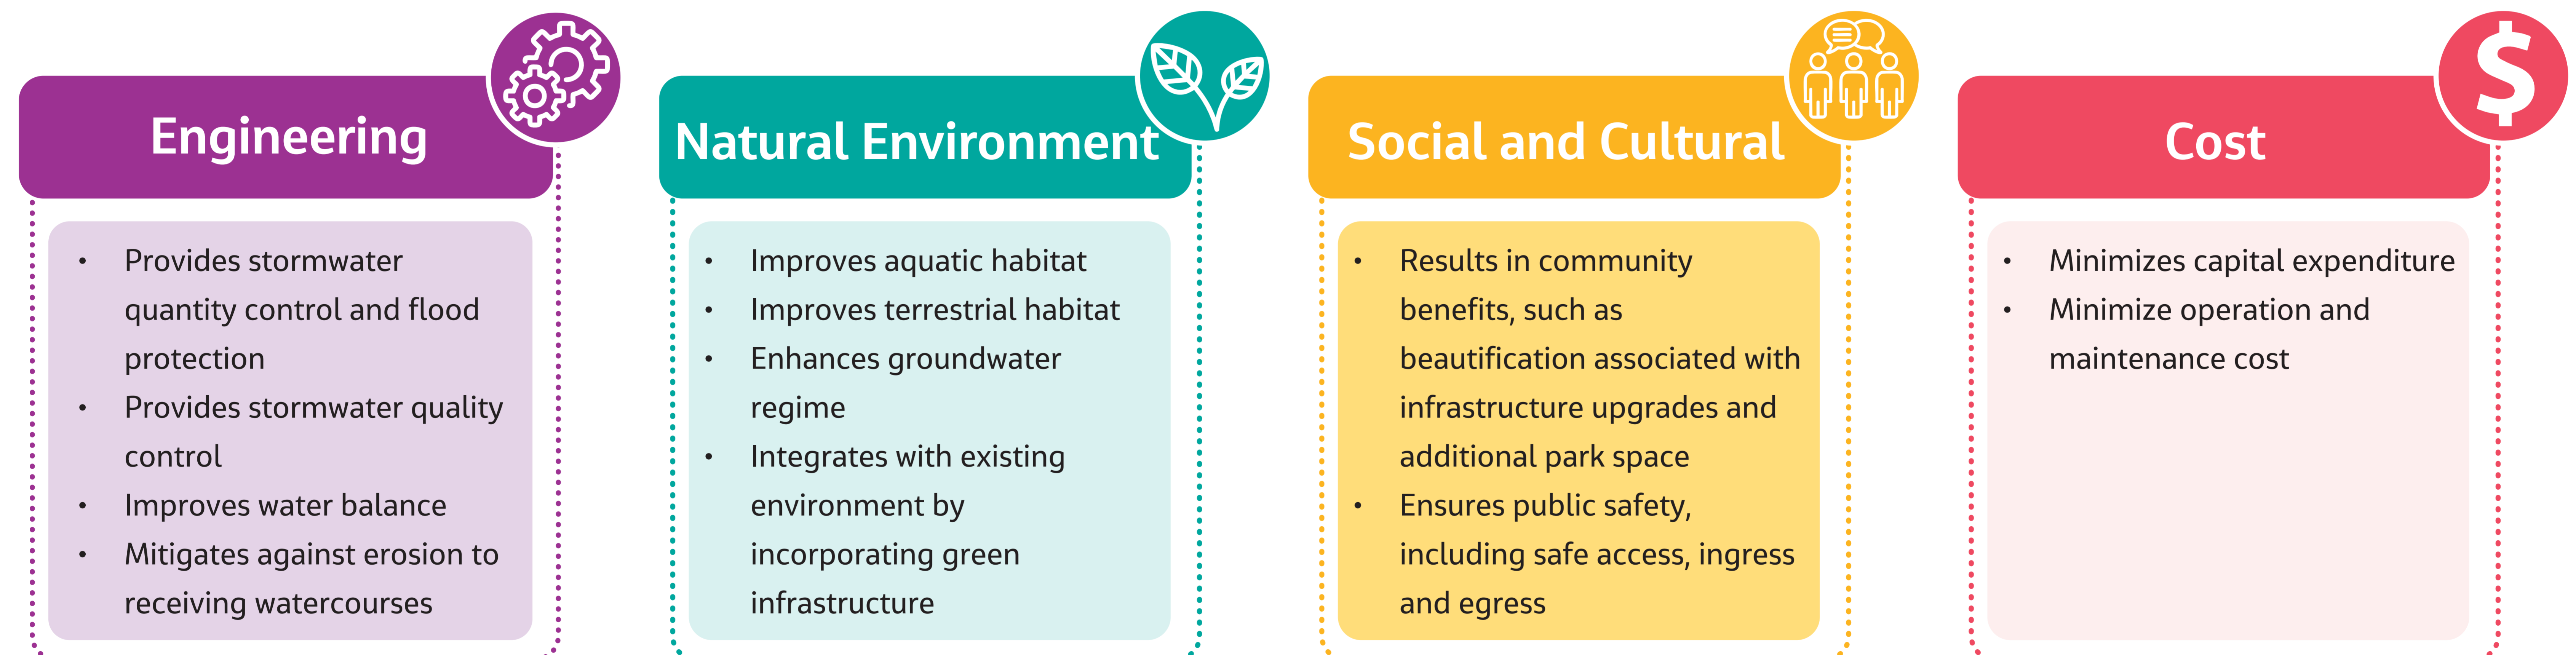 Engineering
• Provides stormwater
quantity control and flood
protection
• Provides stormwater quality
control
• Improves water balance
• Mitigates against erosion to
receiving watercourses
Natural Environment
• Improves aquatic habitat
• Improves terrestrial habitat
• Enhances groundwater
regime
• Integrates with existing
environment by
incorporating green
infrastructure
Social and Cultural
• Results in community
benefits, such as
beautification associated with
infrastructure upgrades and
additional park space
• Ensures public safety,
including safe access, ingress
and egress
$
Cost
• Minimizes capital expenditure
• Minimize operation and
maintenance cost